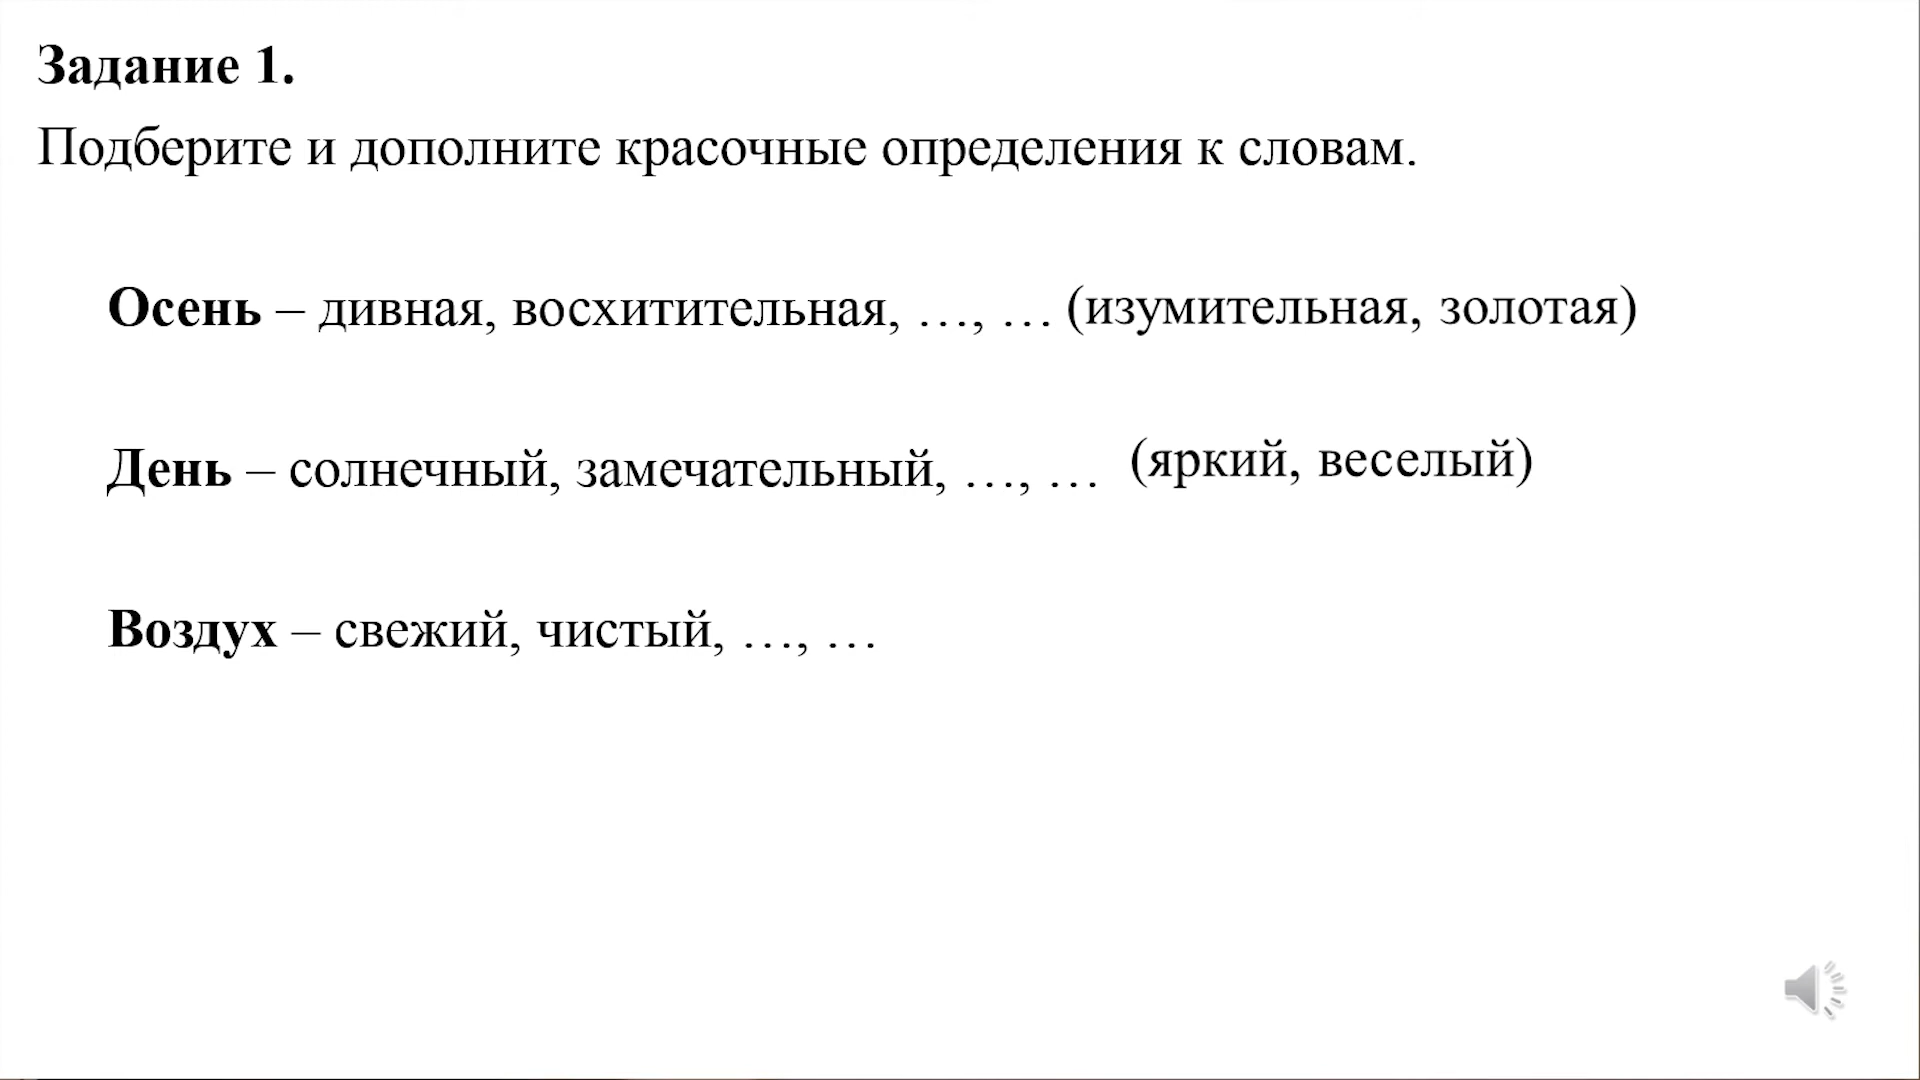 Задание 1.
Подберите и дополните красочные определения к словам.
Осень – дивная, восхитительная, …, … (изумительная, золотая)
День – солнечный, замечательный, …, … (яркий, веселый)
Воздух – свежий, чистый, …, …